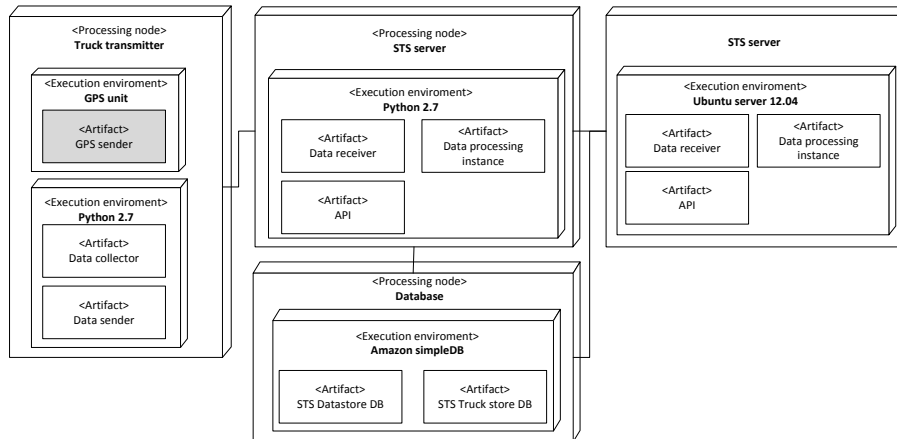 <Processing node>
Truck transmitter
<Execution enviroment>
GPS unit
<Artifact>
GPS sender
<Execution enviroment>
Python 2.7
<Artifact>
Data collector
<Artifact>
Data sender
<Processing node>
STS server
<Execution enviroment>
Python 2.7
<Artifact>
Data receiver
<Artifact>
Data processing
instance
<Artifact>
API
<Processing node>
Database
<Execution enviroment>
Amazon simpleDB
<Artifact>
STS Datastore DB
<Artifact>
STS Truck store DB
STS server
<Execution enviroment>
Ubuntu server 12.04
<Artifact>
Data receiver
<Artifact>
Data processing
instance
<Artifact>
API